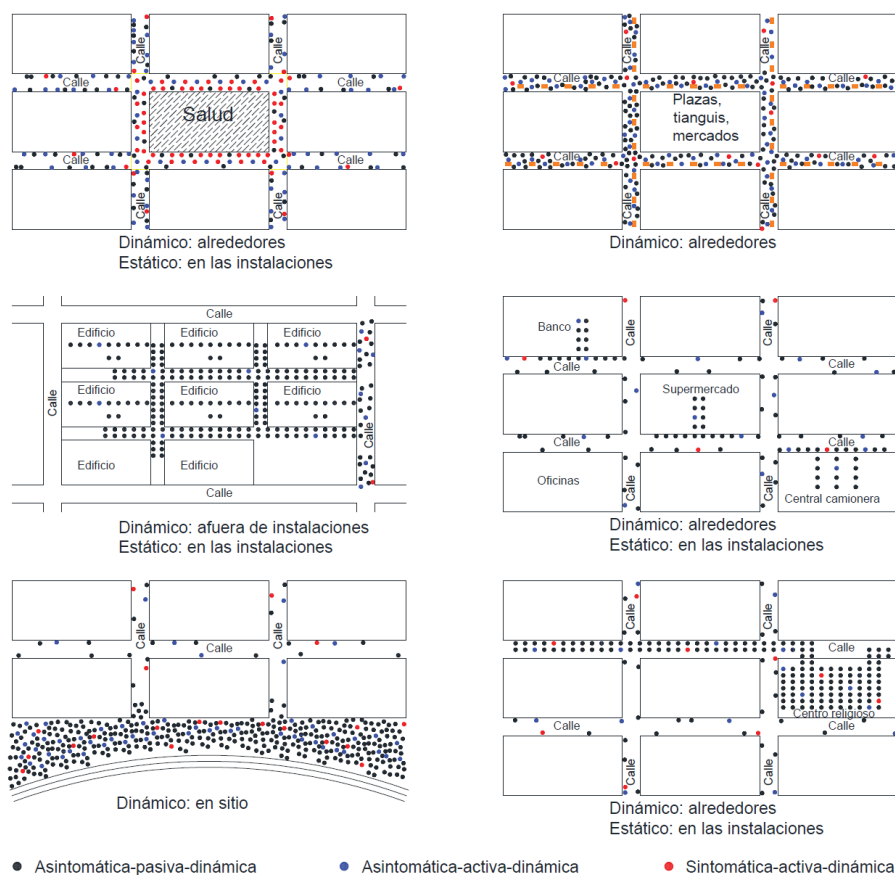 Calle
Calle
Calle
Calle
Salud
Calle
Calle
Calle
Calle
Dinámico: alrededores
Estático: en las instalaciones
Calle
Calle
Calle
Calle
Plazas,
tianguis,
mercados
Calle
Calle
Calle
Calle
Dinámico: alrededores
Calle
Edificio
Edificio
Edificio
Calle
Edificio
Edificio
Edificio
Calle
Edificio
Edificio
Calle
Dinámico: afuera de instalaciones
Estático: en las instalaciones
Banco
Calle
Calle
Calle
Calle
Supermercado
Calle
Calle
Oficinas
Calle
Calle
Central camionera
Dinámico: alrededores
Estático: en las instalaciones
Calle
Calle
Calle
Calle
Dinámico: en sitio
Calle
Calle
Calle
Centro religioso
Calle
Calle
Calle
Calle
Dinámico: alrededores
Estático: en las instalaciones
Asintomática-pasiva-dinámica
Asintomática-activa-dinámica
Sintomática-activa-dinámica